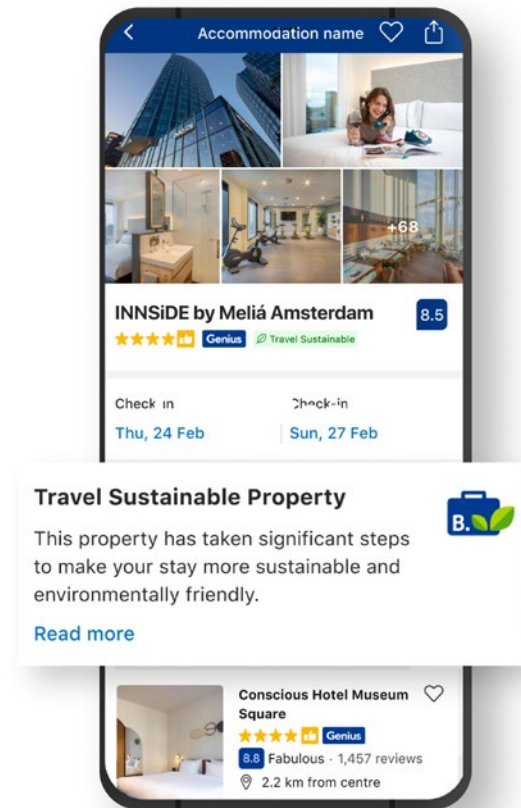 Accommodation name
+68
INNSiDE by Meliá Amsterdam
8.5
Genius Travel Sustainable
Check in Check-in
Thu, 24 Feb Sun, 27 Feb
Travel Sustainable Property
B.
This property has taken significant steps
to make your stay more sustainable and
environmentally friendly.
Read more
Conscious Hotel Museum
Square
Genius
8.8 Fabulous · 1,457 reviews
2.2 km from centre